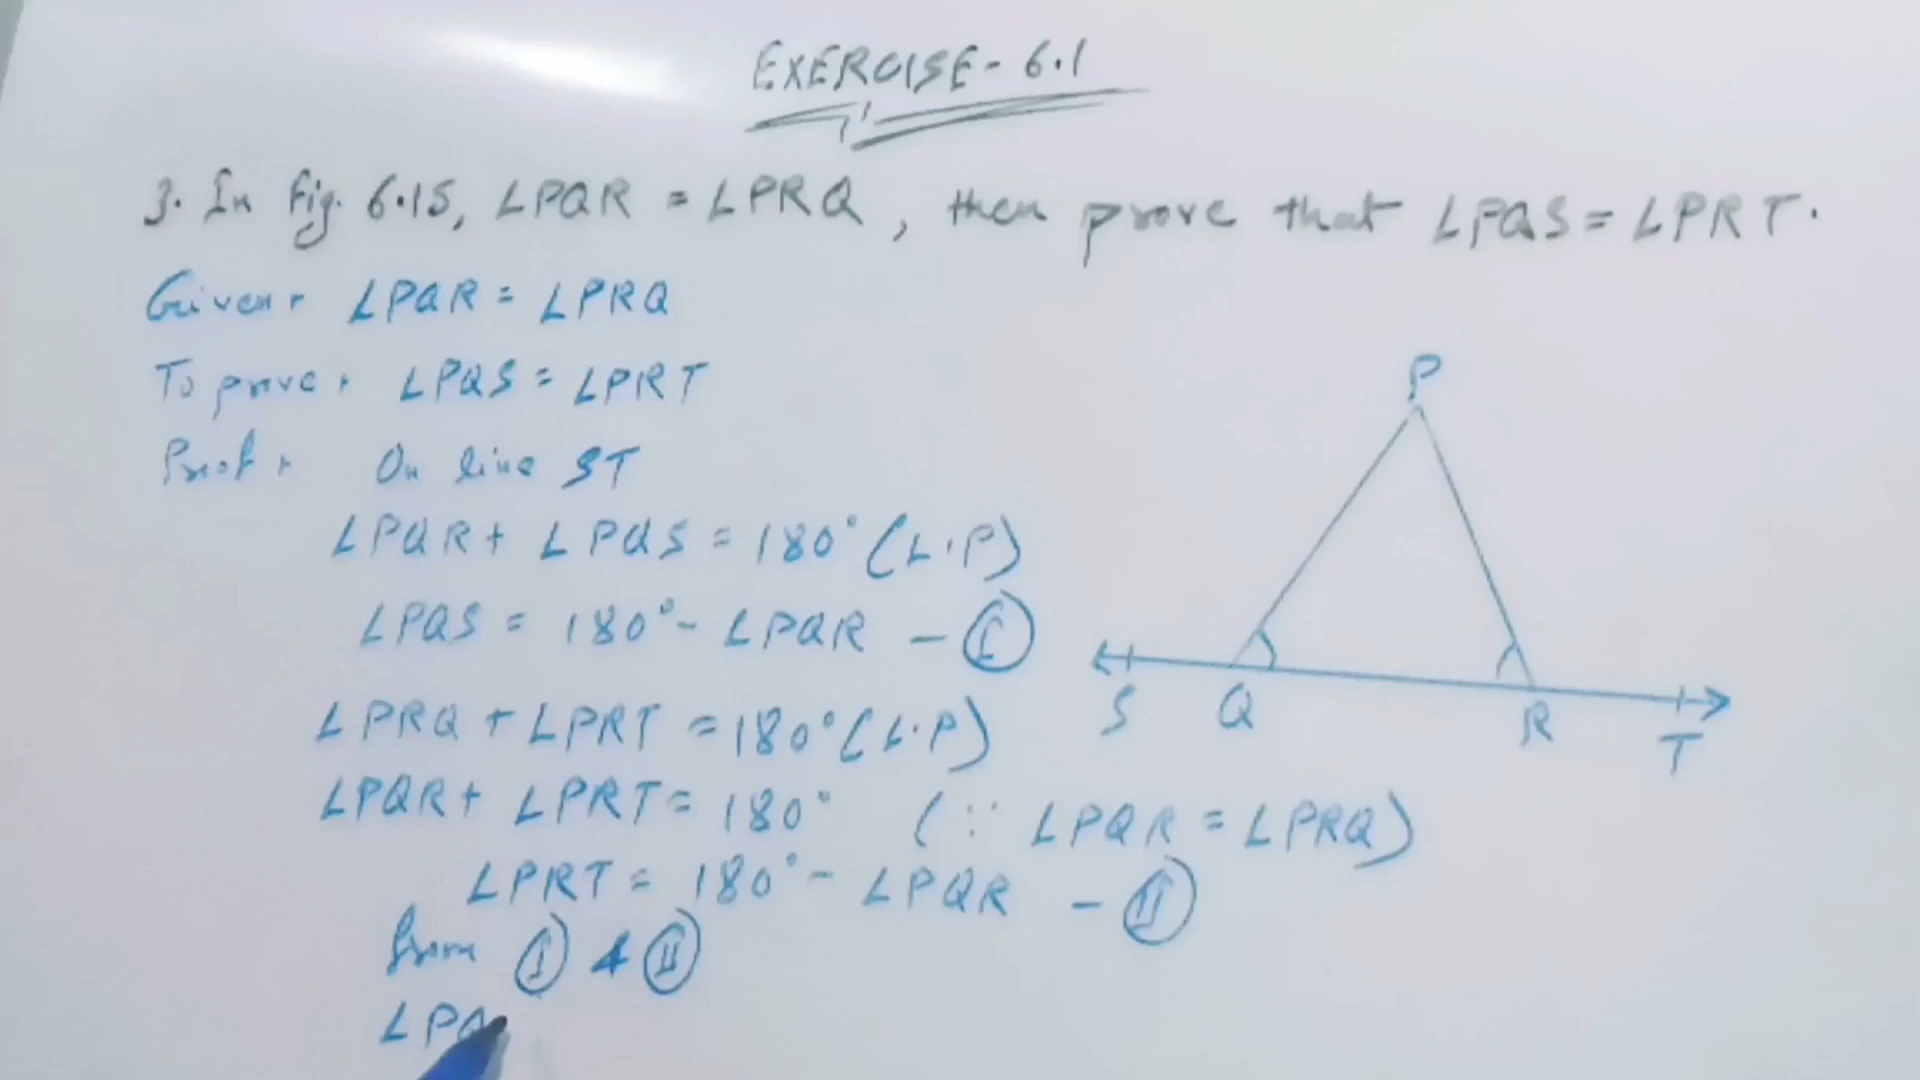 EXERCISE - 6.1
3. In Fig. 6.15, ∠PQR = ∠PRQ, then prove that ∠PQS = ∠PRT.
Given: ∠PQR = ∠PRQ
To prove: ∠PQS = ∠PRT
Proof: On line ST
∠PQR + ∠PQS = 180° (L.P)
∠PQS = 180° - ∠PQR - Ⓘ
∠PRQ + ∠PRT = 180° (L.P)
∠PQR + ∠PRT = 180° (∵ ∠PQR = ∠PRQ)
∠PRT = 180° - ∠PQR - (II)
from Ⓘ & (II)
∠PQ
P
S Q R T